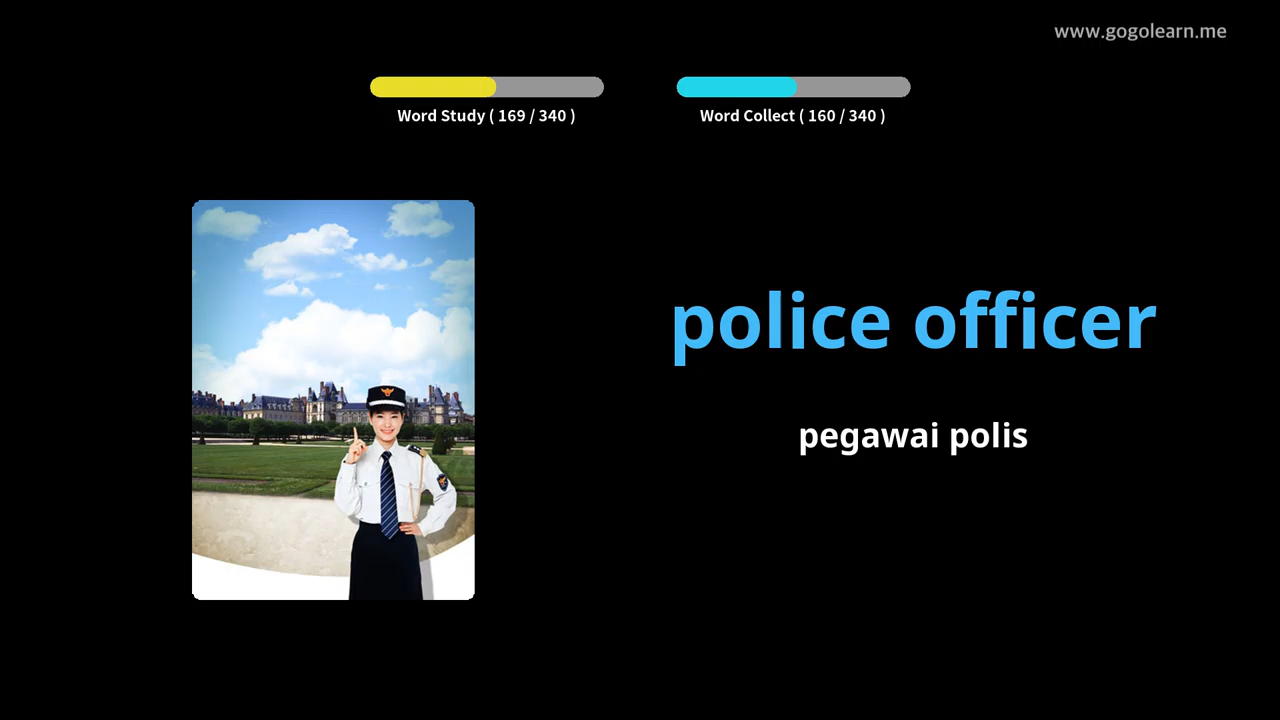 www.gogolearn.me
Word Study ( 169 / 340 )
Word Collect ( 160 / 340 )
police officer
pegawai polis